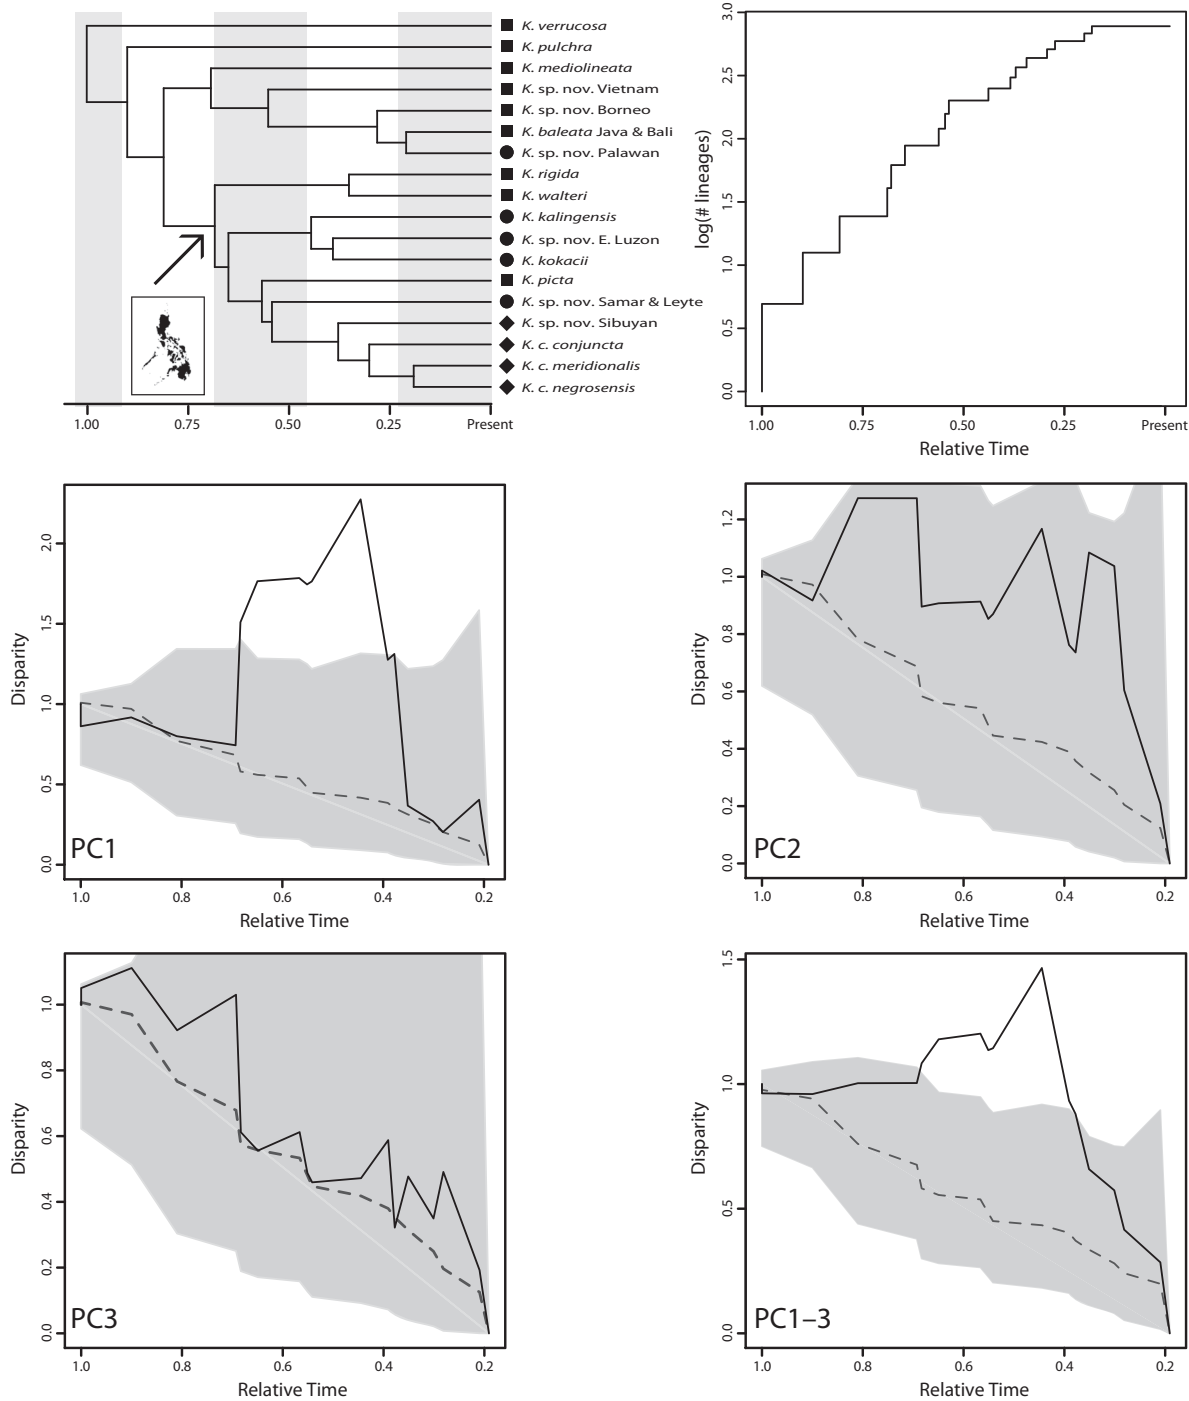 K. verrucosa
K. pulchra
K. mediolineata
K. sp. nov. Vietnam
K. sp. nov. Borneo
K. baleata Java & Bali
K. sp. nov. Palawan
K. rigida
K. walteri
K. kalingensis
K. sp. nov. E. Luzon
K. kokacii
K. picta
K. sp. nov. Samar & Leyte
K. sp. nov. Sibuyan
K. c. conjuncta
K. c. meridionalis
K. c. negrosensis
1.00 0.75 0.50 0.25 Present
log(# lineages)
3.0
2.5
2.0
1.5
1.0
0.5
0.0
1.00 0.75 0.50 0.25 Present
Relative Time
Disparity
2.0
1.5
1.0
0.5
0.0
PC1
1.0 0.8 0.6 0.4 0.2
Relative Time
Disparity
1.2
1.0
0.8
0.6
0.4
0.2
0.0
PC2
1.0 0.8 0.6 0.4 0.2
Relative Time
Disparity
1.0
0.8
0.6
0.4
0.2
0.0
PC3
1.0 0.8 0.6 0.4 0.2
Relative Time
Disparity
1.5
1.0
0.5
0.0
PC1–3
1.0 0.8 0.6 0.4 0.2
Relative Time